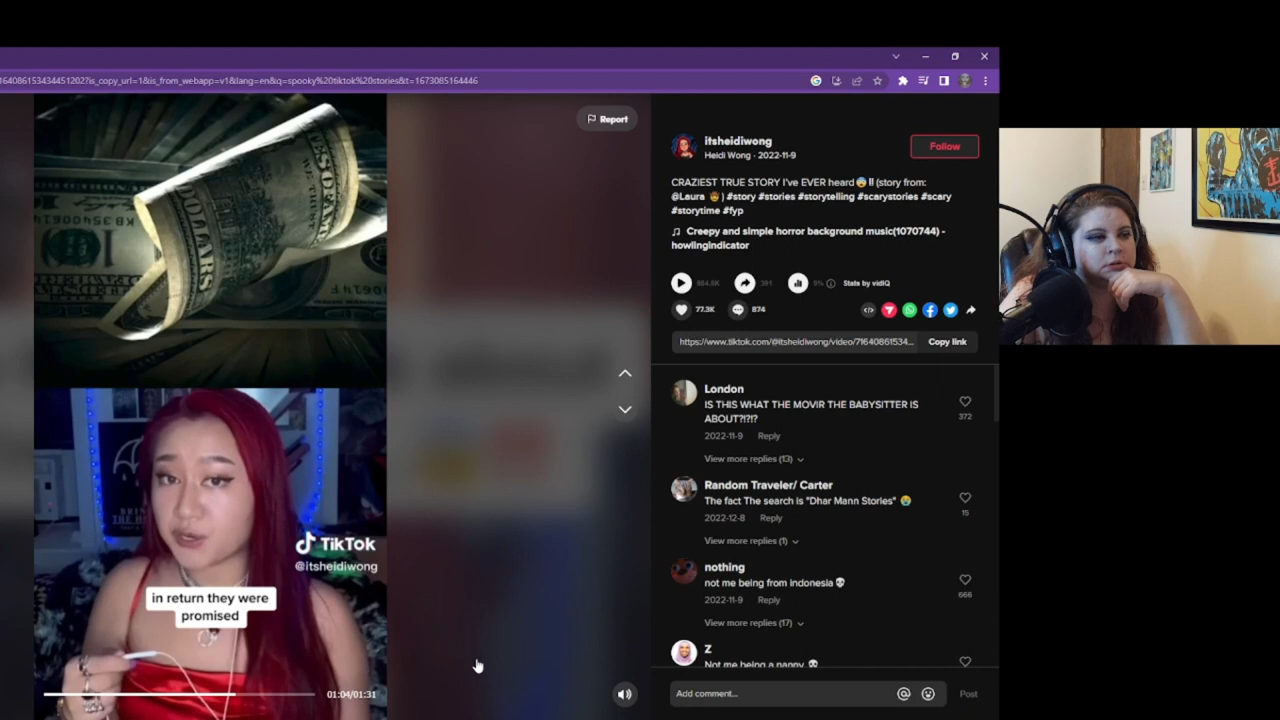 1640861534344512027is_copy_url=1&is_from_webapp=v1&lang=en&q=spooky%20tiktok%20stories&t=1673085164446
Report
itsheidiwong
Heidi Wong · 2022-11-9
Follow
CRAZIEST TRUE STORY I've EVER heard😨‼️ (story from:
@Laura 🤠) #story #stories #storytelling #scarystories #scary
#storytime #fyp
♫ Creepy and simple horror background music(1070744) -
howlingindicator
884.5K
391
9%
Stats by vidIQ
77.3K
874
https://www.tiktok.com/@itsheidiwong/video/71640861534...
Copy link
London
IS THIS WHAT THE MOVIR THE BABYSITTER IS
ABOUT?!?!?
372
2022-11-9 Reply
View more replies (13)
Random Traveler/ Carter
The fact The search is "Dhar Mann Stories" 😭
15
2022-12-8 Reply
View more replies (1)
nothing
not me being from indonesia💀
666
2022-11-9 Reply
View more replies (17)
Z
Not me being a nanny 💀
Add comment...
Post
DOLLARS
TikTok
@itsheidiwong
in return they were
promised
01:04/01:31